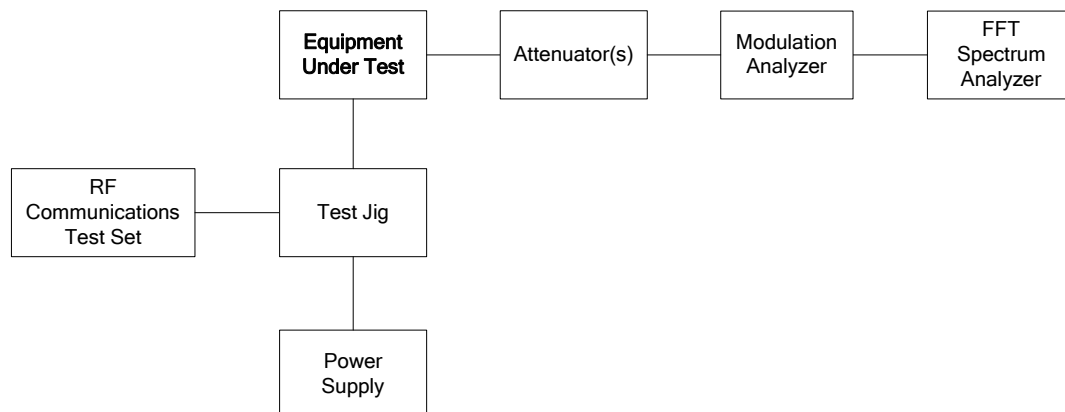 Equipment
Under Test
Attenuator(s)
Modulation
Analyzer
FFT
Spectrum
Analyzer
RF
Communications
Test Set
Test Jig
Power
Supply